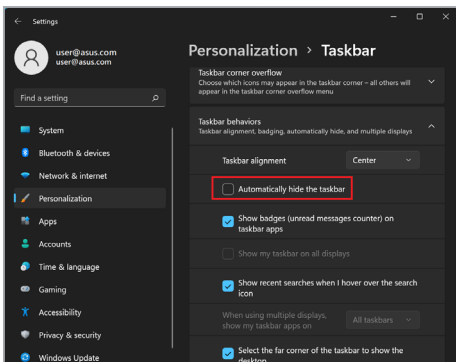 Settings
user@asus.com
user@asus.com
Find a setting
System
Bluetooth & devices
Network & internet
Personalization
Apps
Accounts
Time & language
Gaming
Accessibility
Privacy & security
Windows Update
Personalization > Taskbar
Taskbar corner overflow
Choose which icons may appear in the taskbar corner – all others will
appear in the taskbar corner overflow menu
Taskbar behaviors
Taskbar alignment, badging, automatically hide, and multiple displays
Taskbar alignment
Center
Automatically hide the taskbar
Show badges (unread messages counter) on
taskbar apps
Show my taskbar on all displays
Show recent searches when I hover over the search
icon
When using multiple displays,
show my taskbar apps on
All taskbars
Select the far corner of the taskbar to show the
desktop